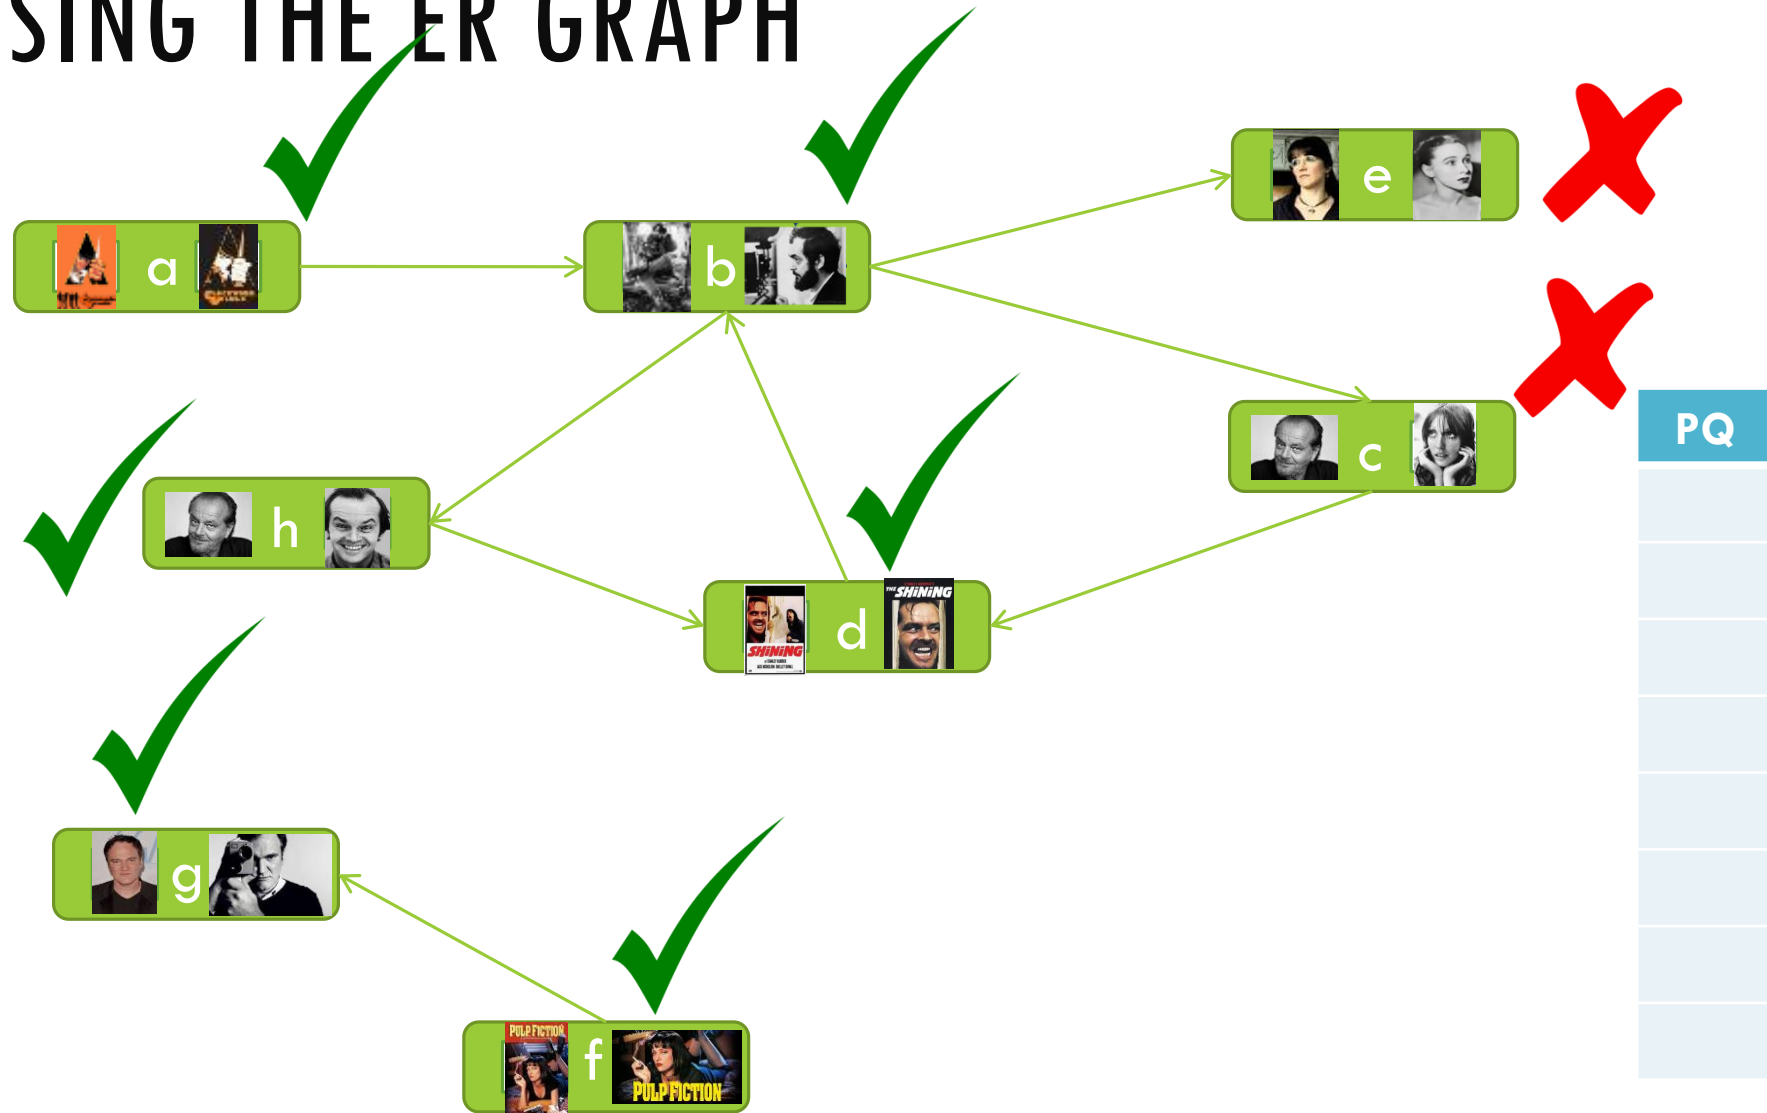 SING THE ER GRAPH
e
a
b
PQ
c
h
THE SHINING
d
SHINING
g
PULP FICTION
f
PULP FICTION